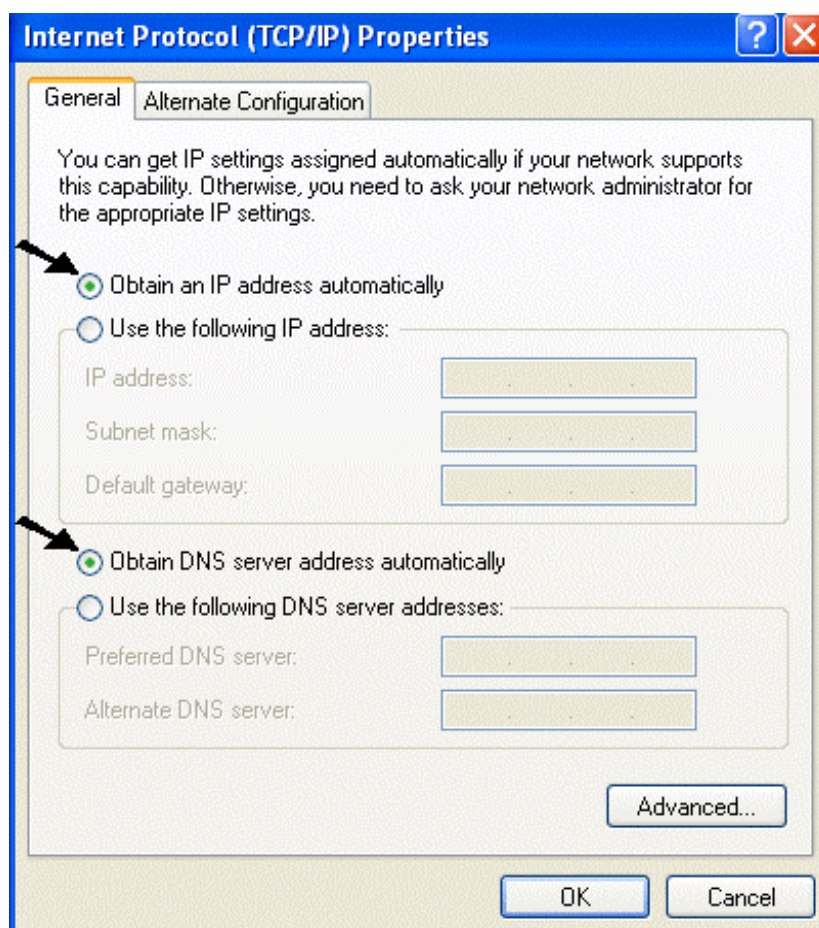 Internet Protocol (TCP/IP) Properties
General
Alternate Configuration
You can get IP settings assigned automatically if your network supports
this capability. Otherwise, you need to ask your network administrator for
the appropriate IP settings.
Obtain an IP address automatically
Use the following IP address:
IP address:
Subnet mask:
Default gateway:
Obtain DNS server address automatically
Use the following DNS server addresses:
Preferred DNS server:
Alternate DNS server:
Advanced...
OK
Cancel